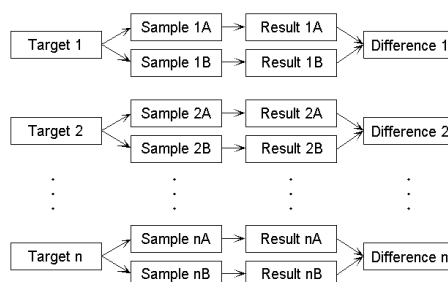 Sample 1A Result 1A
Target 1 Difference 1
Sample 1B Result 1B
Sample 2A Result 2A
Target 2 Difference 2
Sample 2B Result 2B
Sample nA Result nA
Target n Difference n
Sample nB Result nB